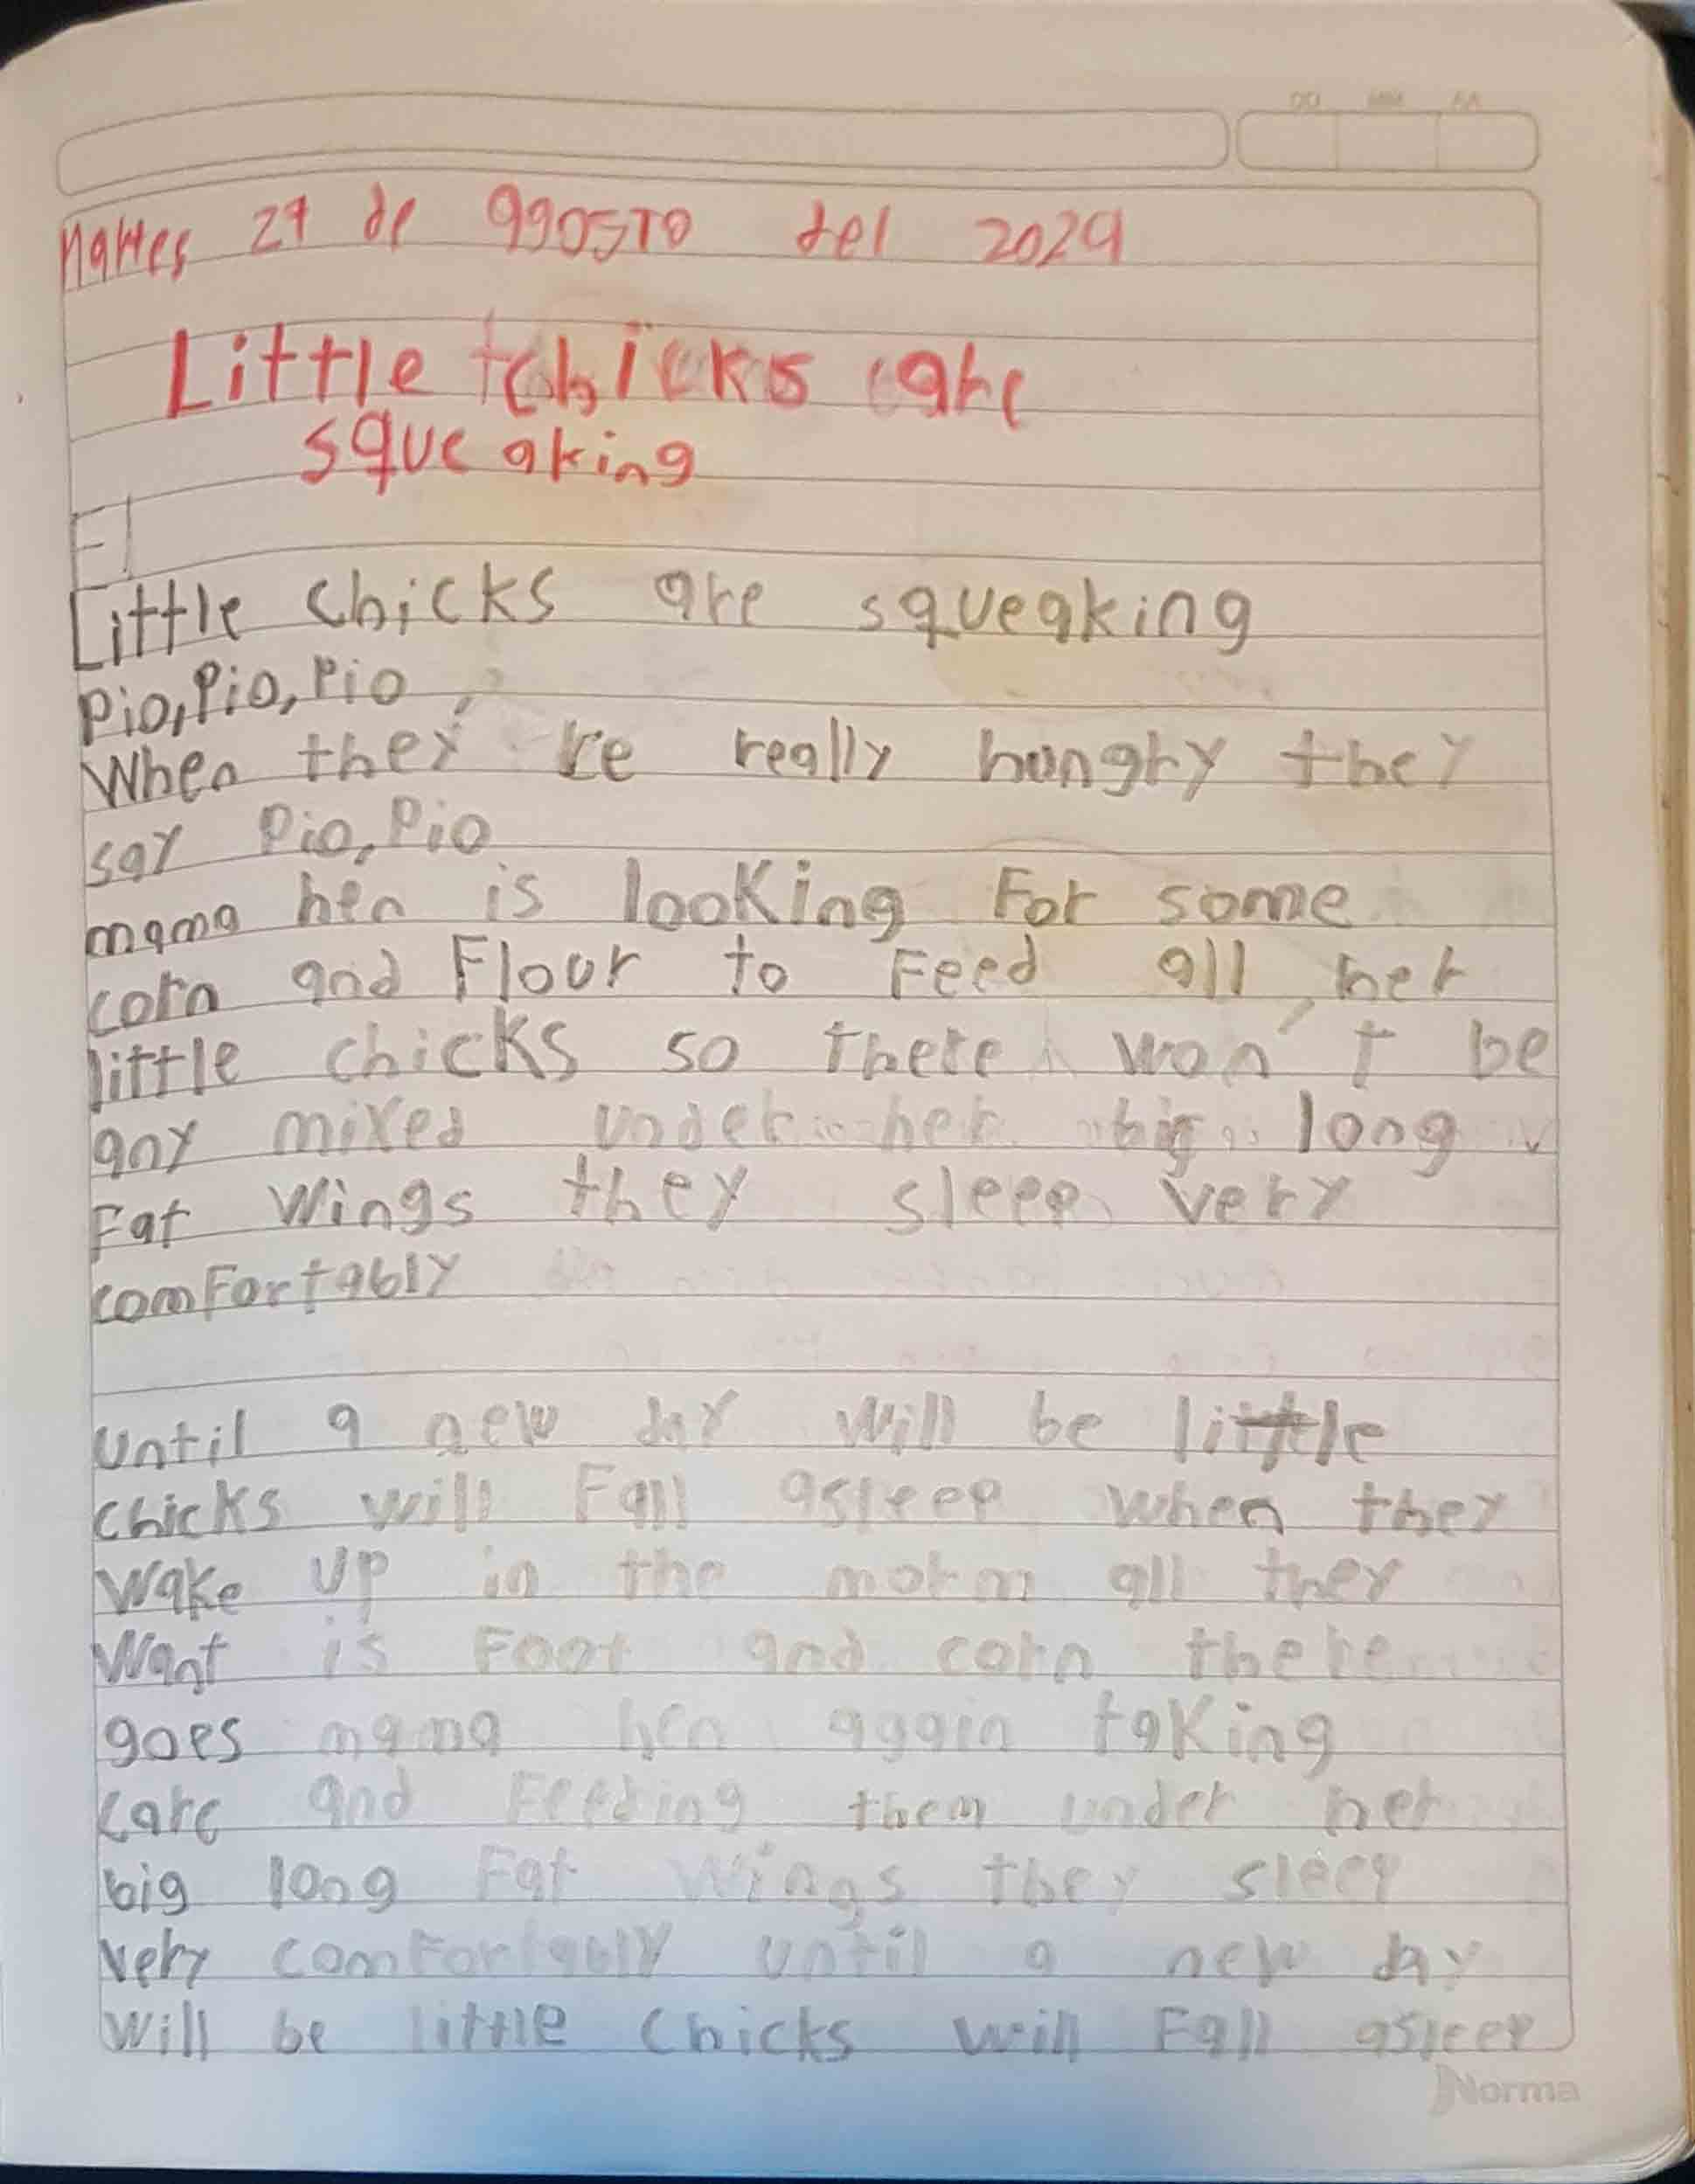 DD MM AA
Martes 27 de agosto del 2024
Little chicks are
squeaking
Little chicks are squeaking
Pio, Pio, Pio,
When they're really hungry they
say Pio, Pio
mama hen is looking For some
corn and Flour to Feed all her
little chicks so there won't be
any mixed under her big long
Fat Wings they sleep very
comFortably
until a new day will be little
chicks will Fall asleep when they
Wake up in the morm all they
Want is Foot and corn there
goes mama hen again taking
care and Feeding them under her
big long Fat Wings they sleep
very comFortably until a new day
Will be little chicks will Fall asleep
Norma